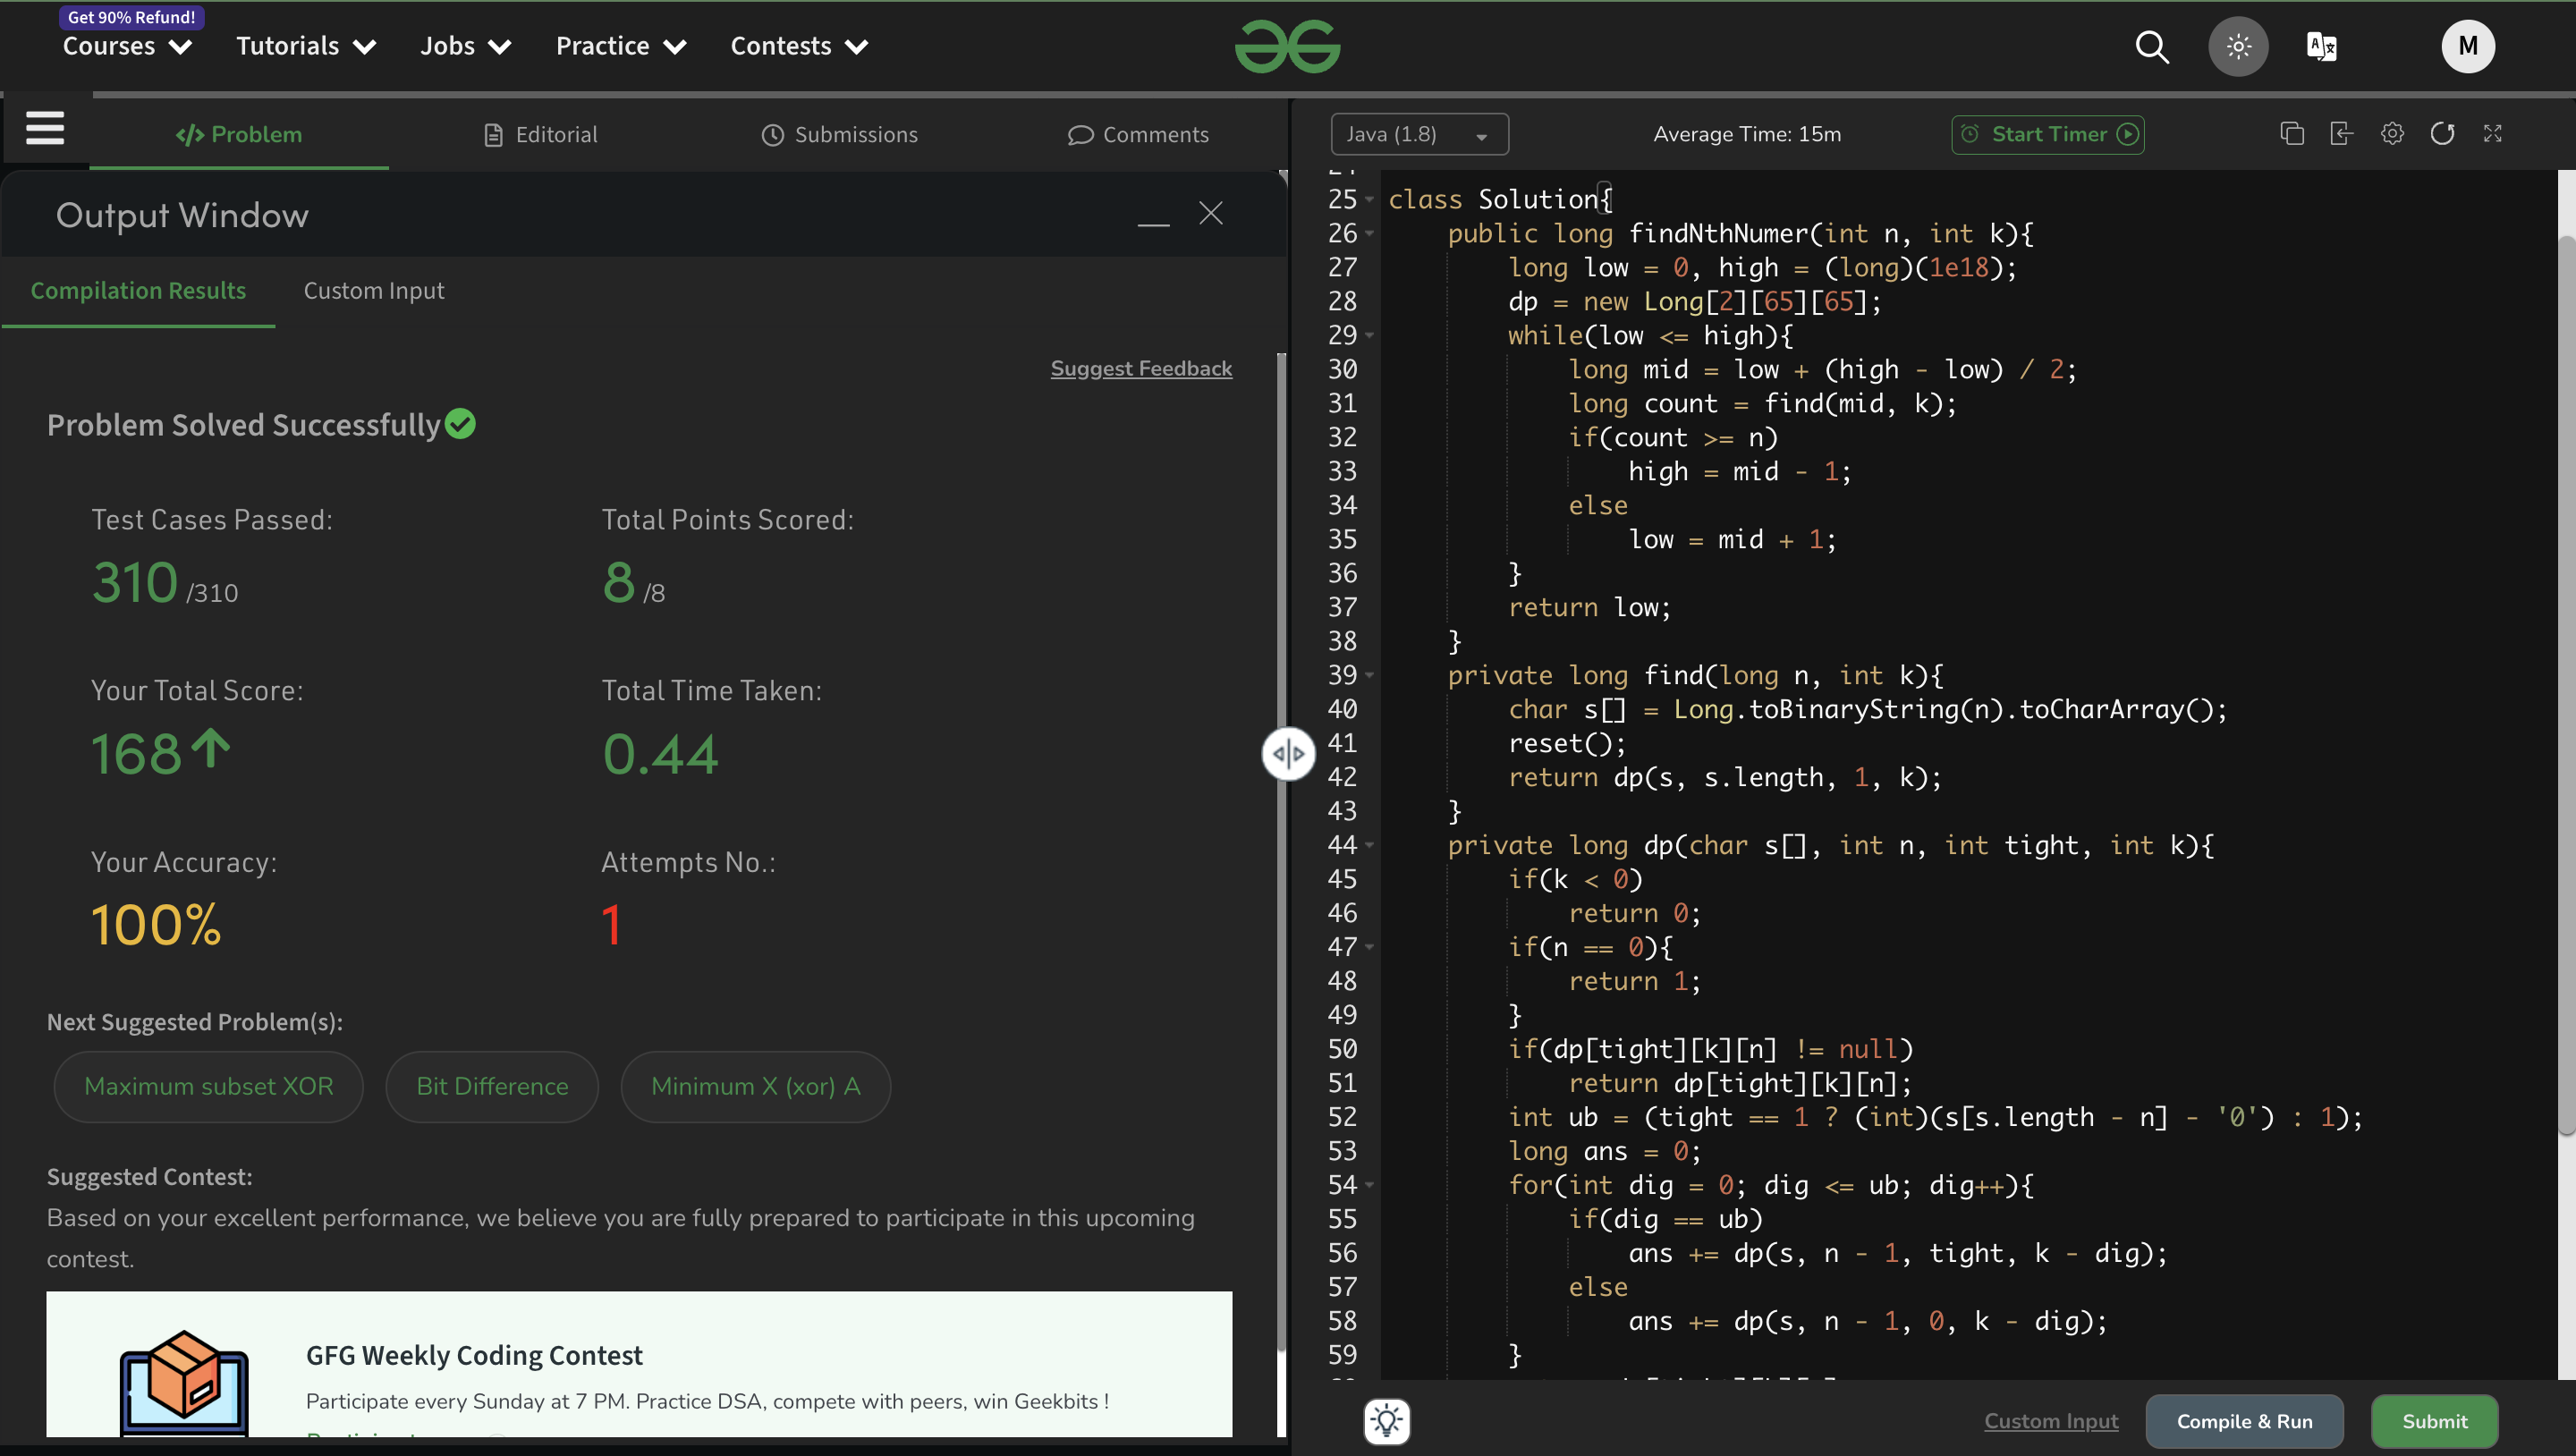 Get 90% Refund!
Courses Tutorials Jobs Practice Contests
M
Problem Editorial Submissions Comments
Java (1.8) Average Time: 15m Start Timer
Output Window
Compilation Results Custom Input
Suggest Feedback
Problem Solved Successfully
Test Cases Passed: Total Points Scored:
310 /310 8 /8
Your Total Score: Total Time Taken:
168 0.44
Your Accuracy: Attempts No.:
100% 1
Next Suggested Problem(s):
Maximum subset XOR Bit Difference Minimum X (xor) A
Suggested Contest:
Based on your excellent performance, we believe you are fully prepared to participate in this upcoming
contest.
GFG Weekly Coding Contest
Participate every Sunday at 7 PM. Practice DSA, compete with peers, win Geekbits !
25 class Solution{
26 public long findNthNumer(int n, int k){
27 long low = 0, high = (long)(1e18);
28 dp = new Long[2][65][65];
29 while(low <= high){
30 long mid = low + (high - low) / 2;
31 long count = find(mid, k);
32 if(count >= n)
33 high = mid - 1;
34 else
35 low = mid + 1;
36 }
37 return low;
38 }
39 private long find(long n, int k){
40 char s[] = Long.toBinaryString(n).toCharArray();
41 reset();
42 return dp(s, s.length, 1, k);
43 }
44 private long dp(char s[], int n, int tight, int k){
45 if(k < 0)
46 return 0;
47 if(n == 0){
48 return 1;
49 }
50 if(dp[tight][k][n] != null)
51 return dp[tight][k][n];
52 int ub = (tight == 1 ? (int)(s[s.length - n] - '0') : 1);
53 long ans = 0;
54 for(int dig = 0; dig <= ub; dig++){
55 if(dig == ub)
56 ans += dp(s, n - 1, tight, k - dig);
57 else
58 ans += dp(s, n - 1, 0, k - dig);
59 }
Custom Input Compile & Run Submit